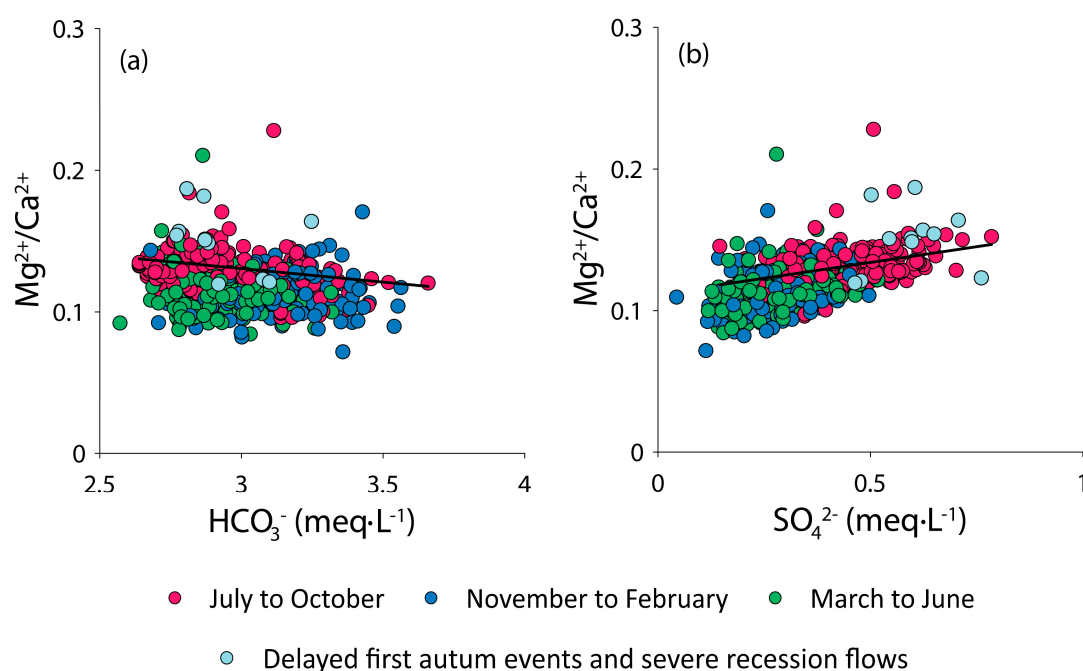 (a)
0.3
0.2
0.1
0
Mg²⁺/Ca²⁺
2.5 3 3.5 4
HCO₃⁻ (meq·L⁻¹)
(b)
0.3
0.2
0.1
0
Mg²⁺/Ca²⁺
0 0.5 1
SO₄²⁻ (meq·L⁻¹)
July to October November to February March to June
Delayed first autum events and severe recession flows